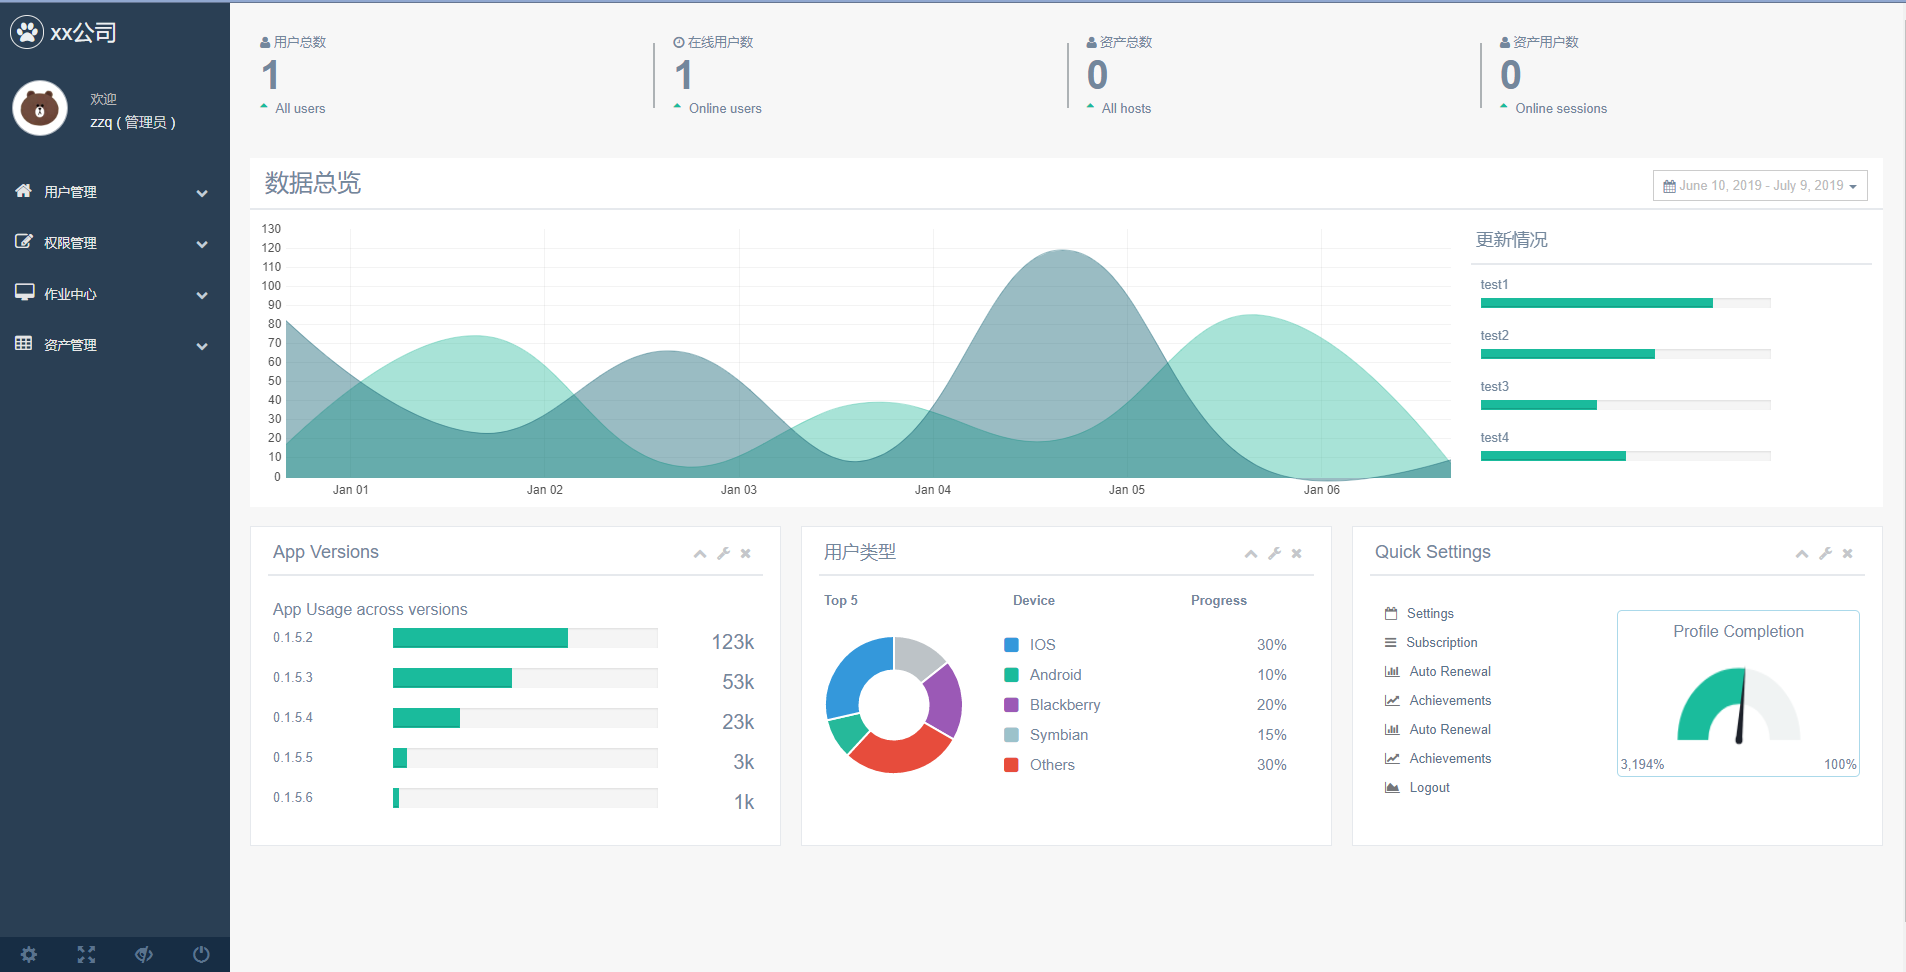 xx公司
欢迎
zzq ( 管理员 )
用户管理
权限管理
作业中心
资产管理
用户总数
1
All users
在线用户数
1
Online users
资产总数
0
All hosts
资产用户数
0
Online sessions
数据总览
June 10, 2019 - July 9, 2019
130
120
110
100
90
80
70
60
50
40
30
20
10
0
Jan 01
Jan 02
Jan 03
Jan 04
Jan 05
Jan 06
更新情况
test1
test2
test3
test4
App Versions
App Usage across versions
0.1.5.2
123k
0.1.5.3
53k
0.1.5.4
23k
0.1.5.5
3k
0.1.5.6
1k
用户类型
Top 5 Device Progress
IOS 30%
Android 10%
Blackberry 20%
Symbian 15%
Others 30%
Quick Settings
Settings
Subscription
Auto Renewal
Achievements
Auto Renewal
Achievements
Logout
Profile Completion
3,194% 100%